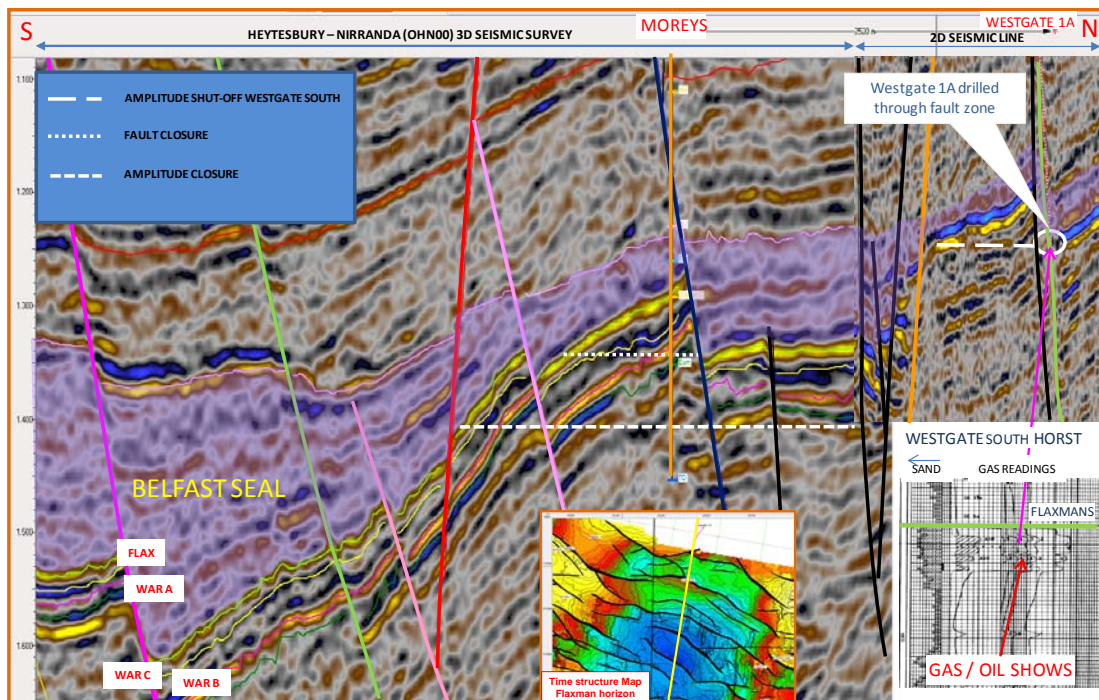 S
HEYTESBURY – NIRRANDA (OHN00) 3D SEISMIC SURVEY
MOREYS
WESTGATE 1A
N
2D SEISMIC LINE
1.100
1.200
1.300
1.400
1.500
1.600
AMPLITUDE SHUT-OFF WESTGATE SOUTH
FAULT CLOSURE
AMPLITUDE CLOSURE
Westgate 1A drilled
through fault zone
BELFAST SEAL
FLAX
WAR A
WAR C
WAR B
Time structure Map
Flaxman horizon
WESTGATE SOUTH HORST
SAND
GAS READINGS
FLAXMANS
GAS / OIL SHOWS